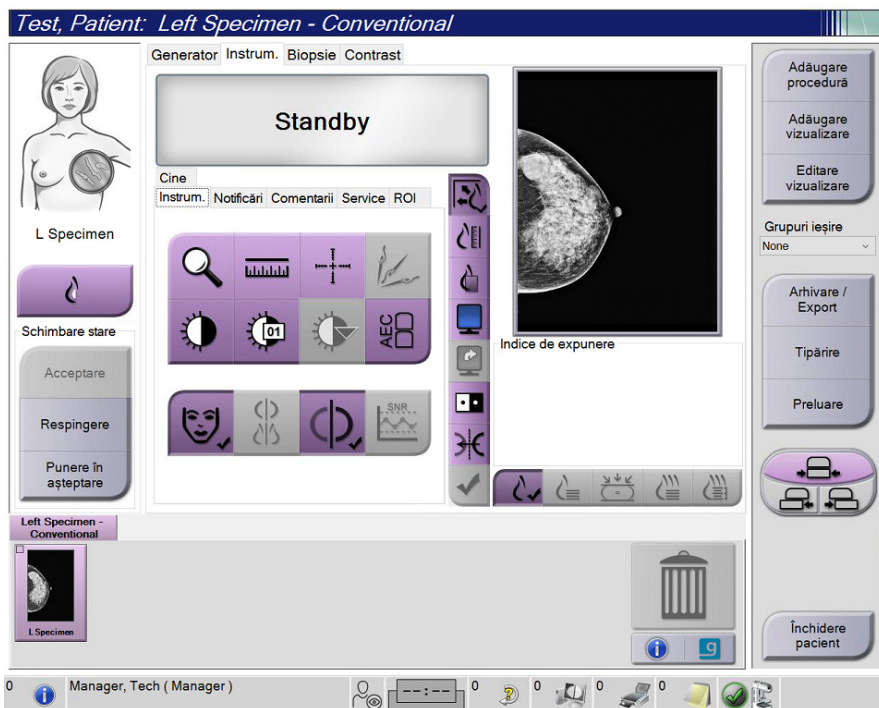 Test, Patient: Left Specimen - Conventional
Generator Instrum. Biopsie Contrast
Standby
Cine
Instrum. Notificări Comentarii Service ROI
L Specimen
01
AEC
SNR
Schimbare stare
Acceptare
Respingere
Punere în
așteptare
Indice de expunere
Adăugare
procedură
Adăugare
vizualizare
Editare
vizualizare
Grupuri ieșire
None
Arhivare /
Export
Tipărire
Preluare
Închidere
pacient
Left Specimen -
Conventional
L Specimen
0 Manager, Tech ( Manager ) --:-- 0 0 0 0